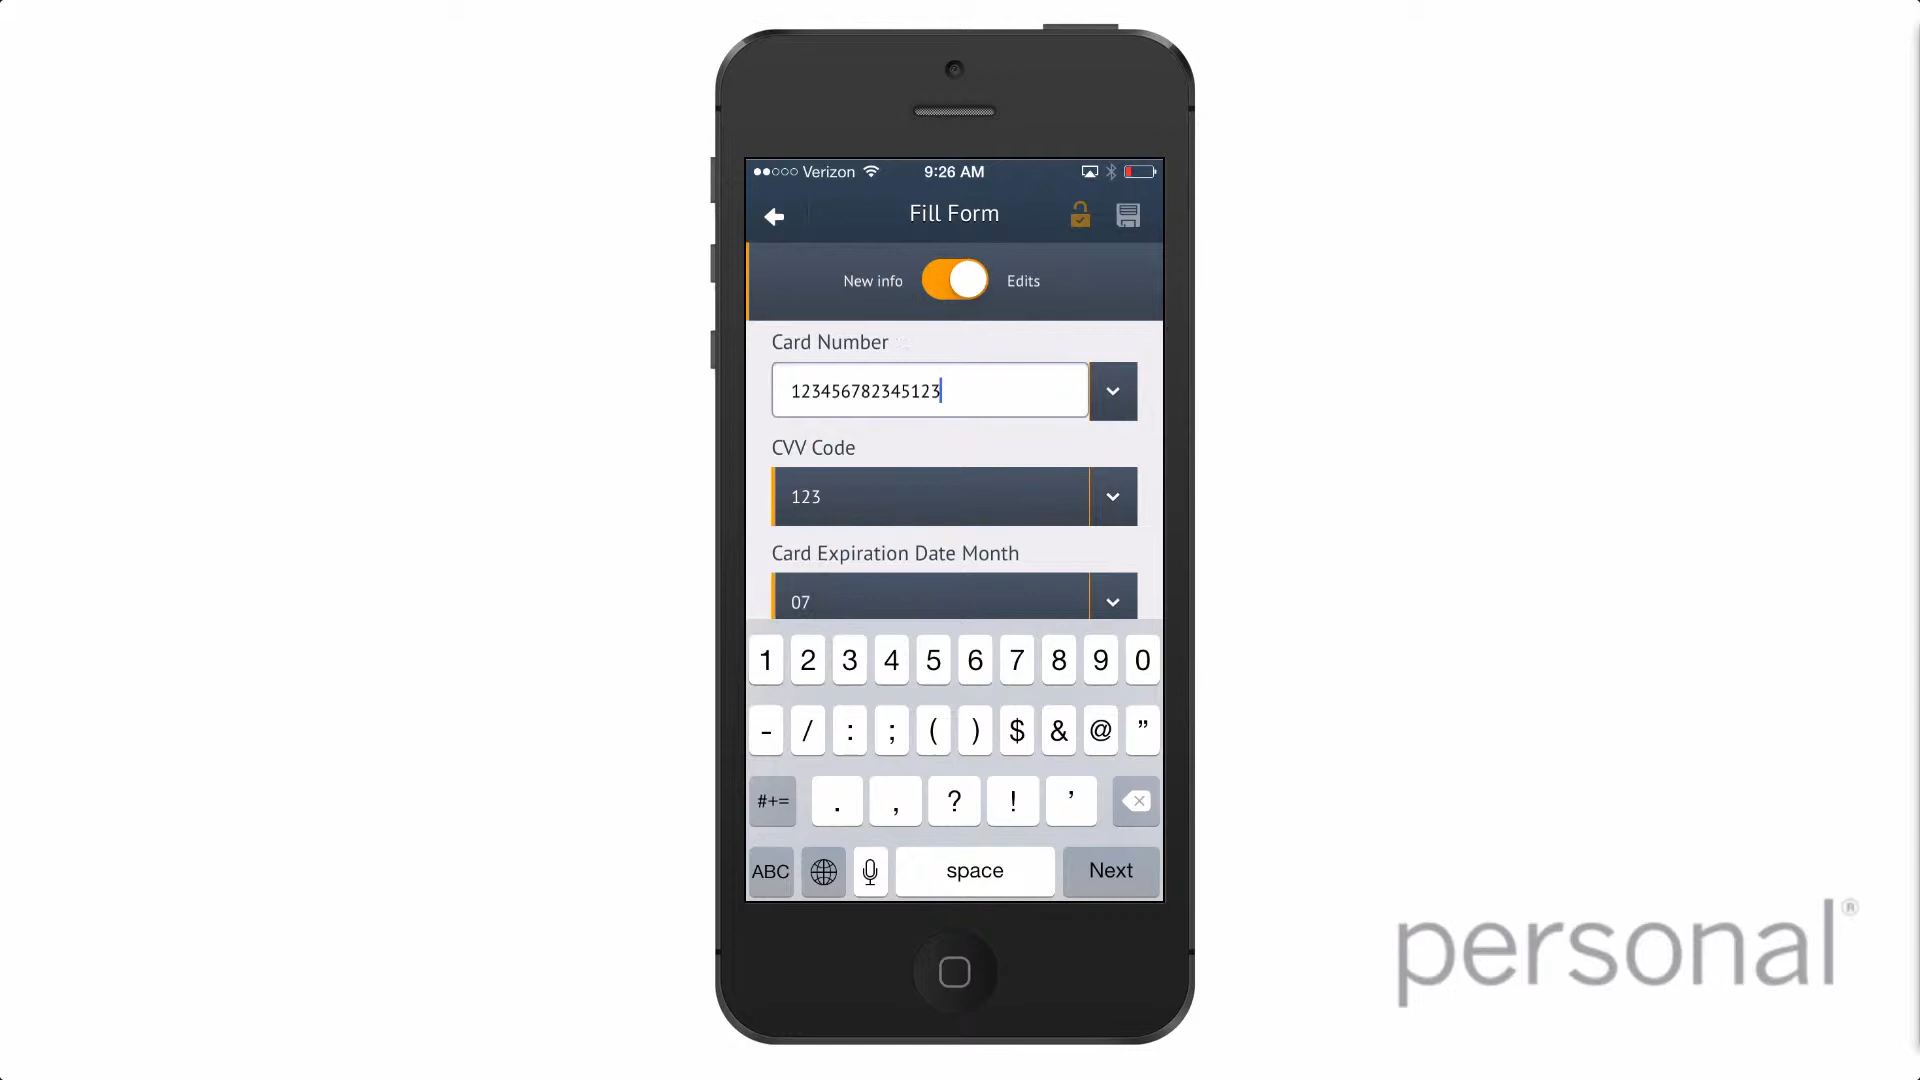 Verizon 9:26 AM
Fill Form
New info Edits
Card Number
123456782345123
CVV Code
123
Card Expiration Date Month
07
1 2 3 4 5 6 7 8 9 0
- / : ; ( ) $ & @ ”
#+= . , ? ! ’
ABC space Next
personal®